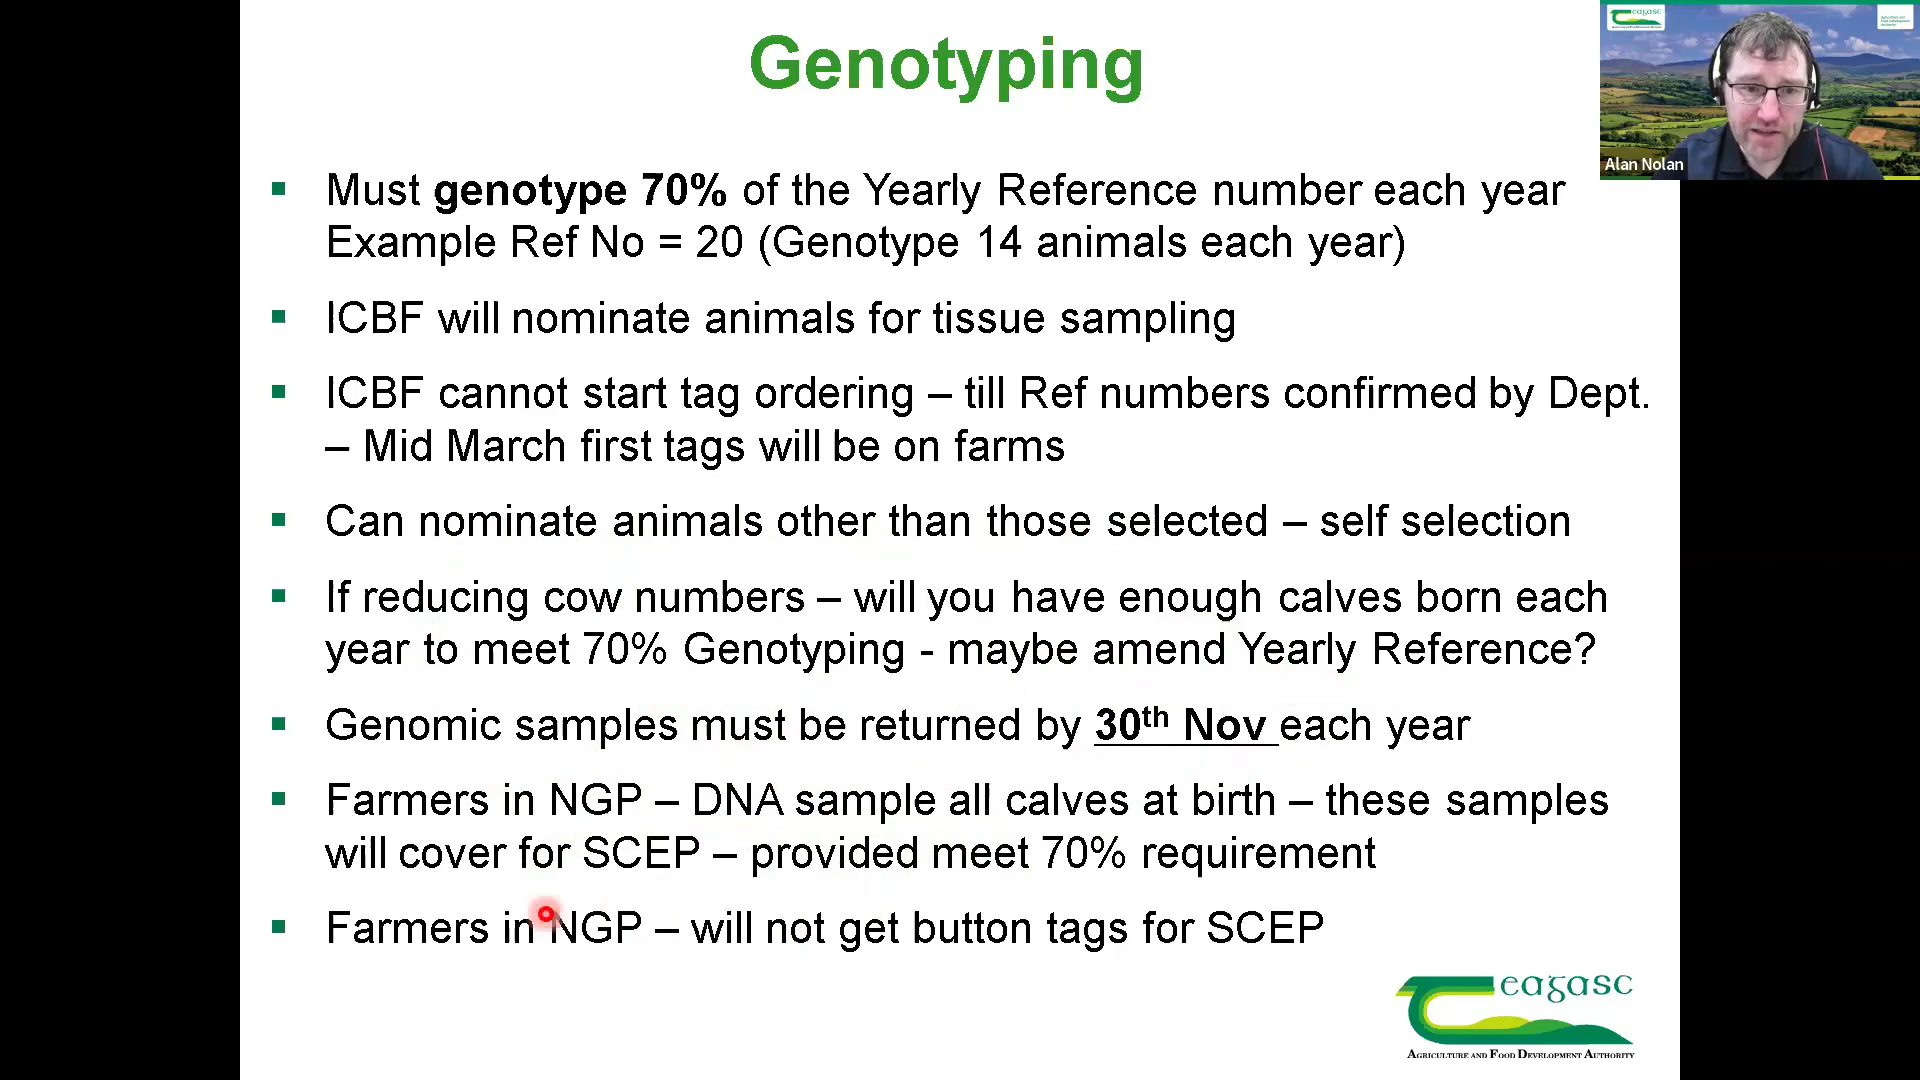 Genotyping
▪ Must genotype 70% of the Yearly Reference number each year
Example Ref No = 20 (Genotype 14 animals each year)
▪ ICBF will nominate animals for tissue sampling
▪ ICBF cannot start tag ordering – till Ref numbers confirmed by Dept.
– Mid March first tags will be on farms
▪ Can nominate animals other than those selected – self selection
▪ If reducing cow numbers – will you have enough calves born each
year to meet 70% Genotyping - maybe amend Yearly Reference?
▪ Genomic samples must be returned by 30th Nov each year
▪ Farmers in NGP – DNA sample all calves at birth – these samples
will cover for SCEP – provided meet 70% requirement
▪ Farmers in NGP – will not get button tags for SCEP
eagasc
Agriculture and Food Development Authority
eagasc
Alan Nolan